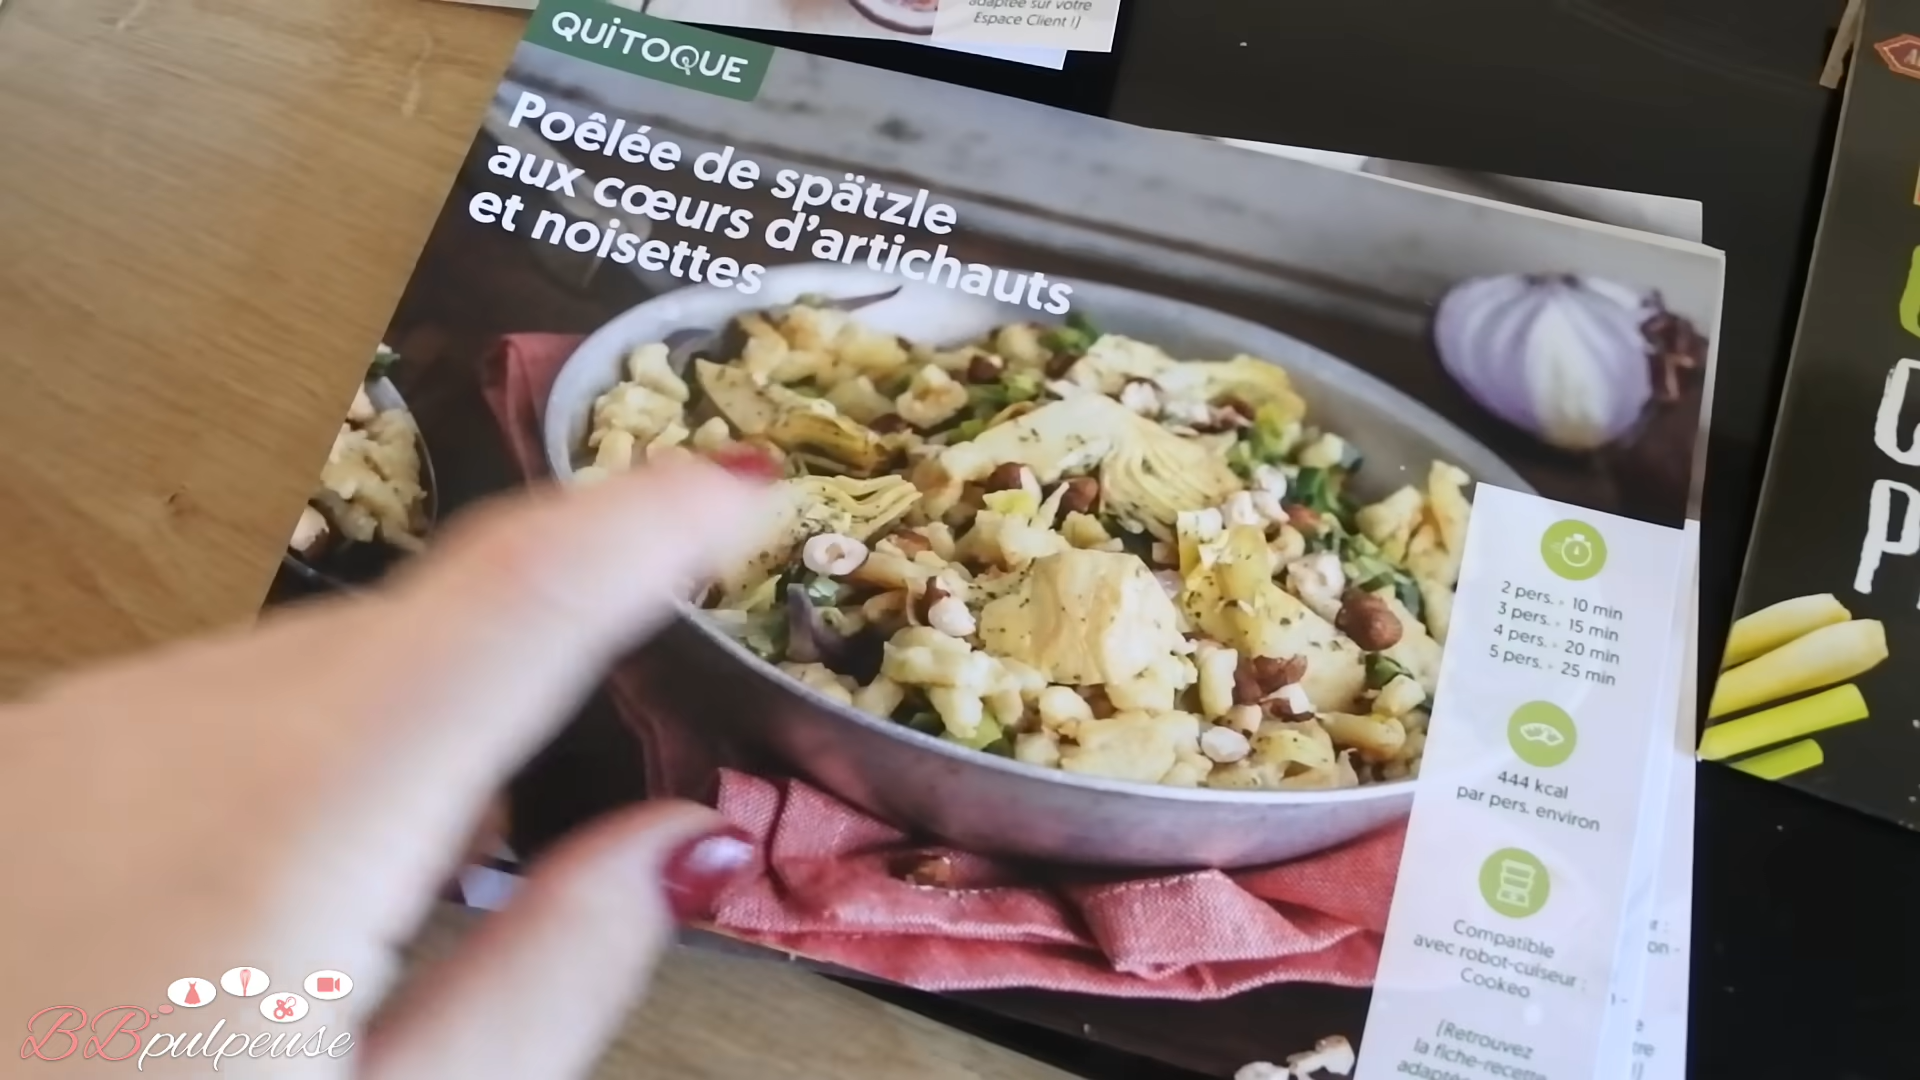 adaptée sur votre
Espace Client !]
QUiTOQUE
Poêlée de spätzle
aux cœurs d'artichauts
et noisettes
2 pers. • 10 min
3 pers. • 15 min
4 pers. • 20 min
5 pers. • 25 min
444 kcal
par pers. environ
Compatible
avec robot-cuiseur :
Cookeo
[Retrouvez
la fiche-recette
BBpulpeuse